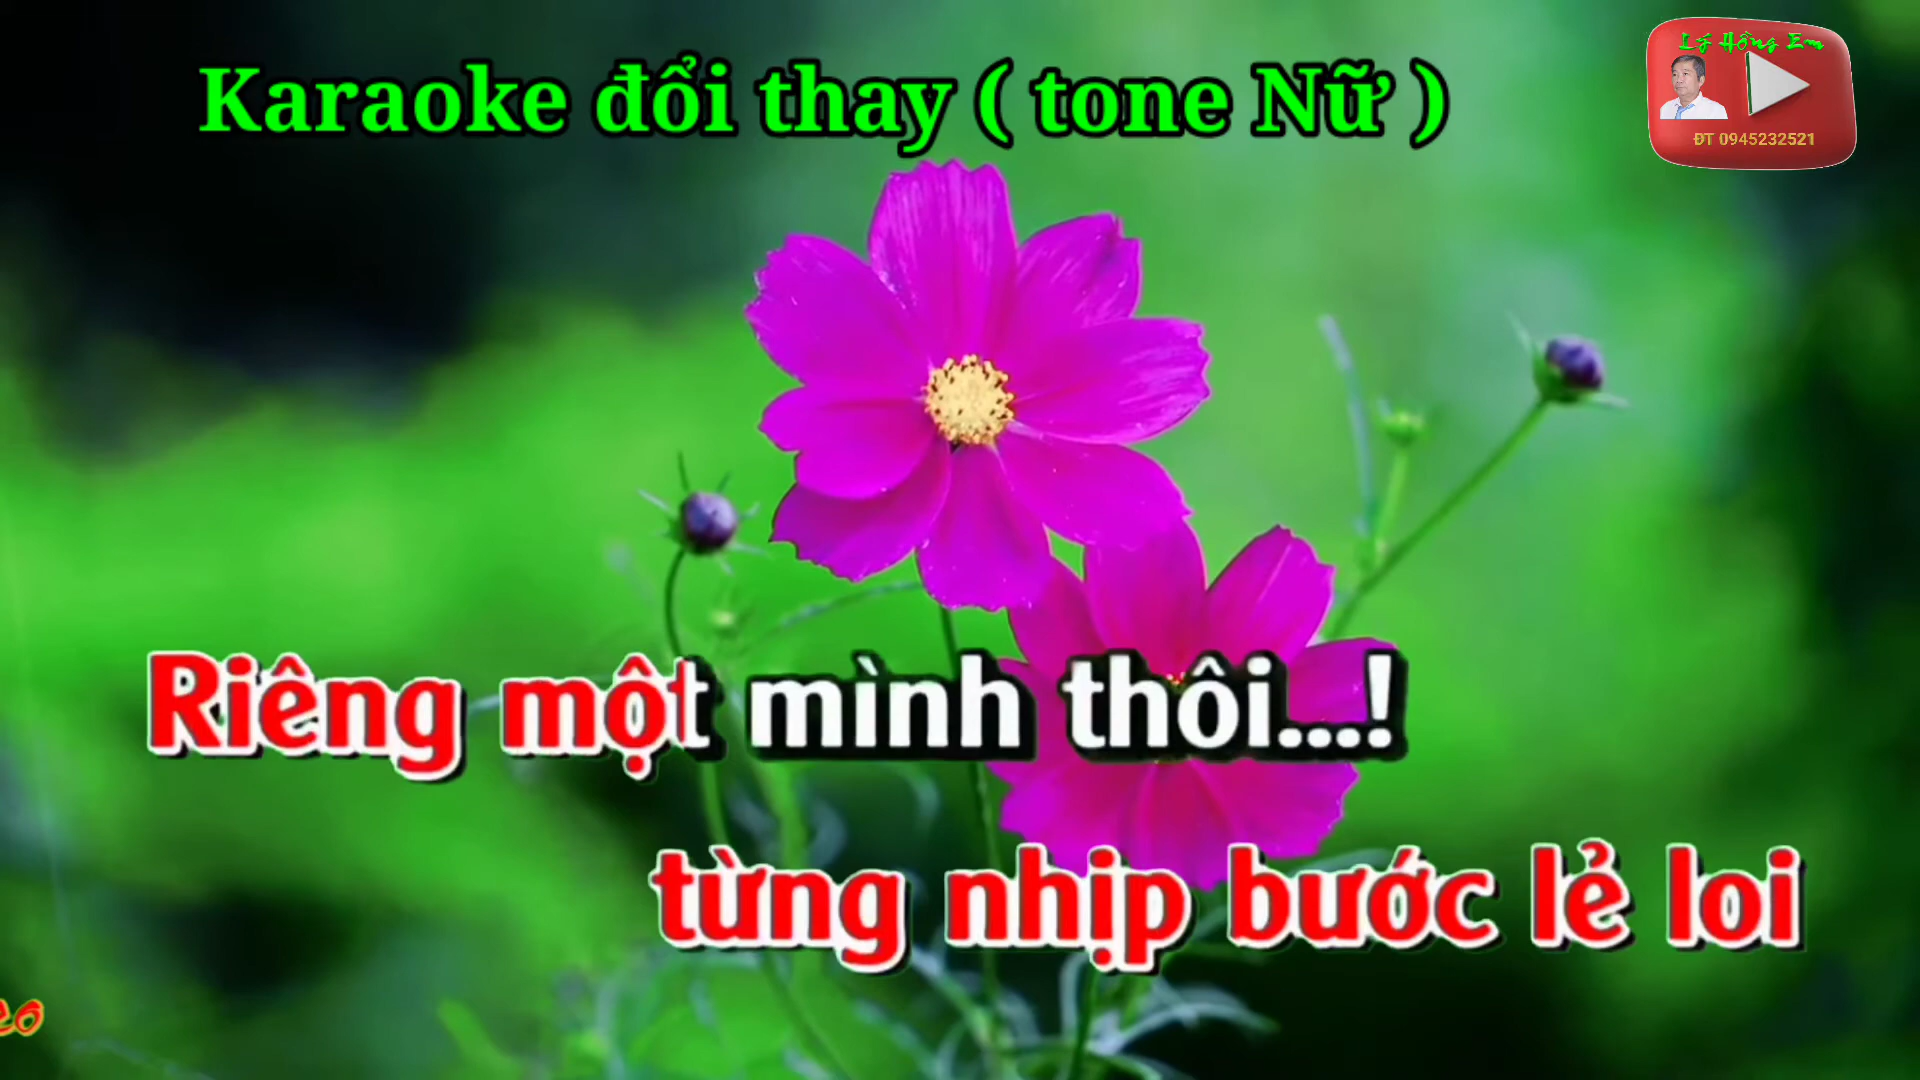 Karaoke đổi thay ( tone Nữ )
Lý Hồng Em
ĐT 0945232521
Riêng một mình thôi...!
từng nhịp bước lẻ loi